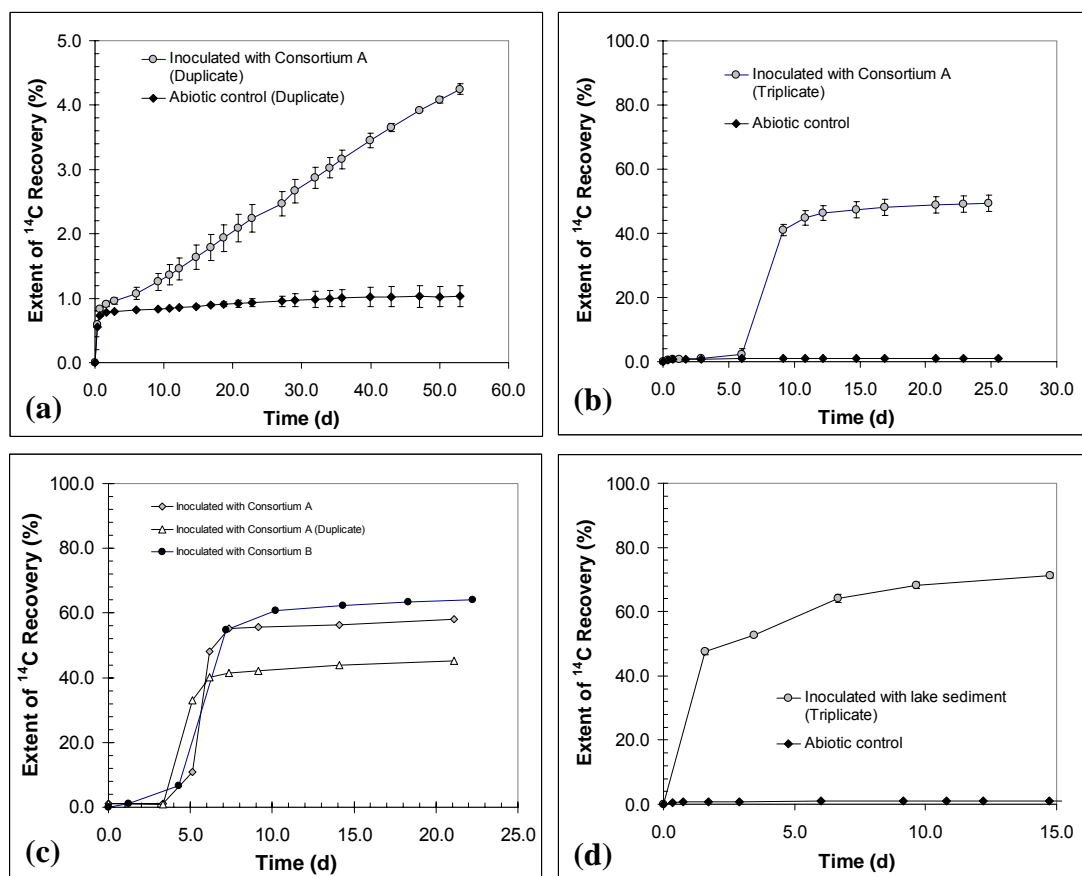 5.0
4.0
3.0
2.0
1.0
0.0
Extent of ¹⁴C Recovery (%)
Inoculated with Consortium A
(Duplicate)
Abiotic control (Duplicate)
0.0 10.0 20.0 30.0 40.0 50.0 60.0
Time (d)
(a)
100.0
80.0
60.0
40.0
20.0
0.0
Extent of ¹⁴C Recovery (%)
Inoculated with Consortium A
(Triplicate)
Abiotic control
0.0 5.0 10.0 15.0 20.0 25.0 30.0
Time (d)
(b)
100.0
80.0
60.0
40.0
20.0
0.0
Extent of ¹⁴C Recovery (%)
Inoculated with Consortium A
Inoculated with Consortium A (Duplicate)
Inoculated with Consortium B
0.0 5.0 10.0 15.0 20.0 25.0
Time (d)
(c)
100.0
80.0
60.0
40.0
20.0
0.0
Extent of ¹⁴C Recovery (%)
Inoculated with lake sediment
(Triplicate)
Abiotic control
0.0 5.0 10.0 15.0
Time (d)
(d)